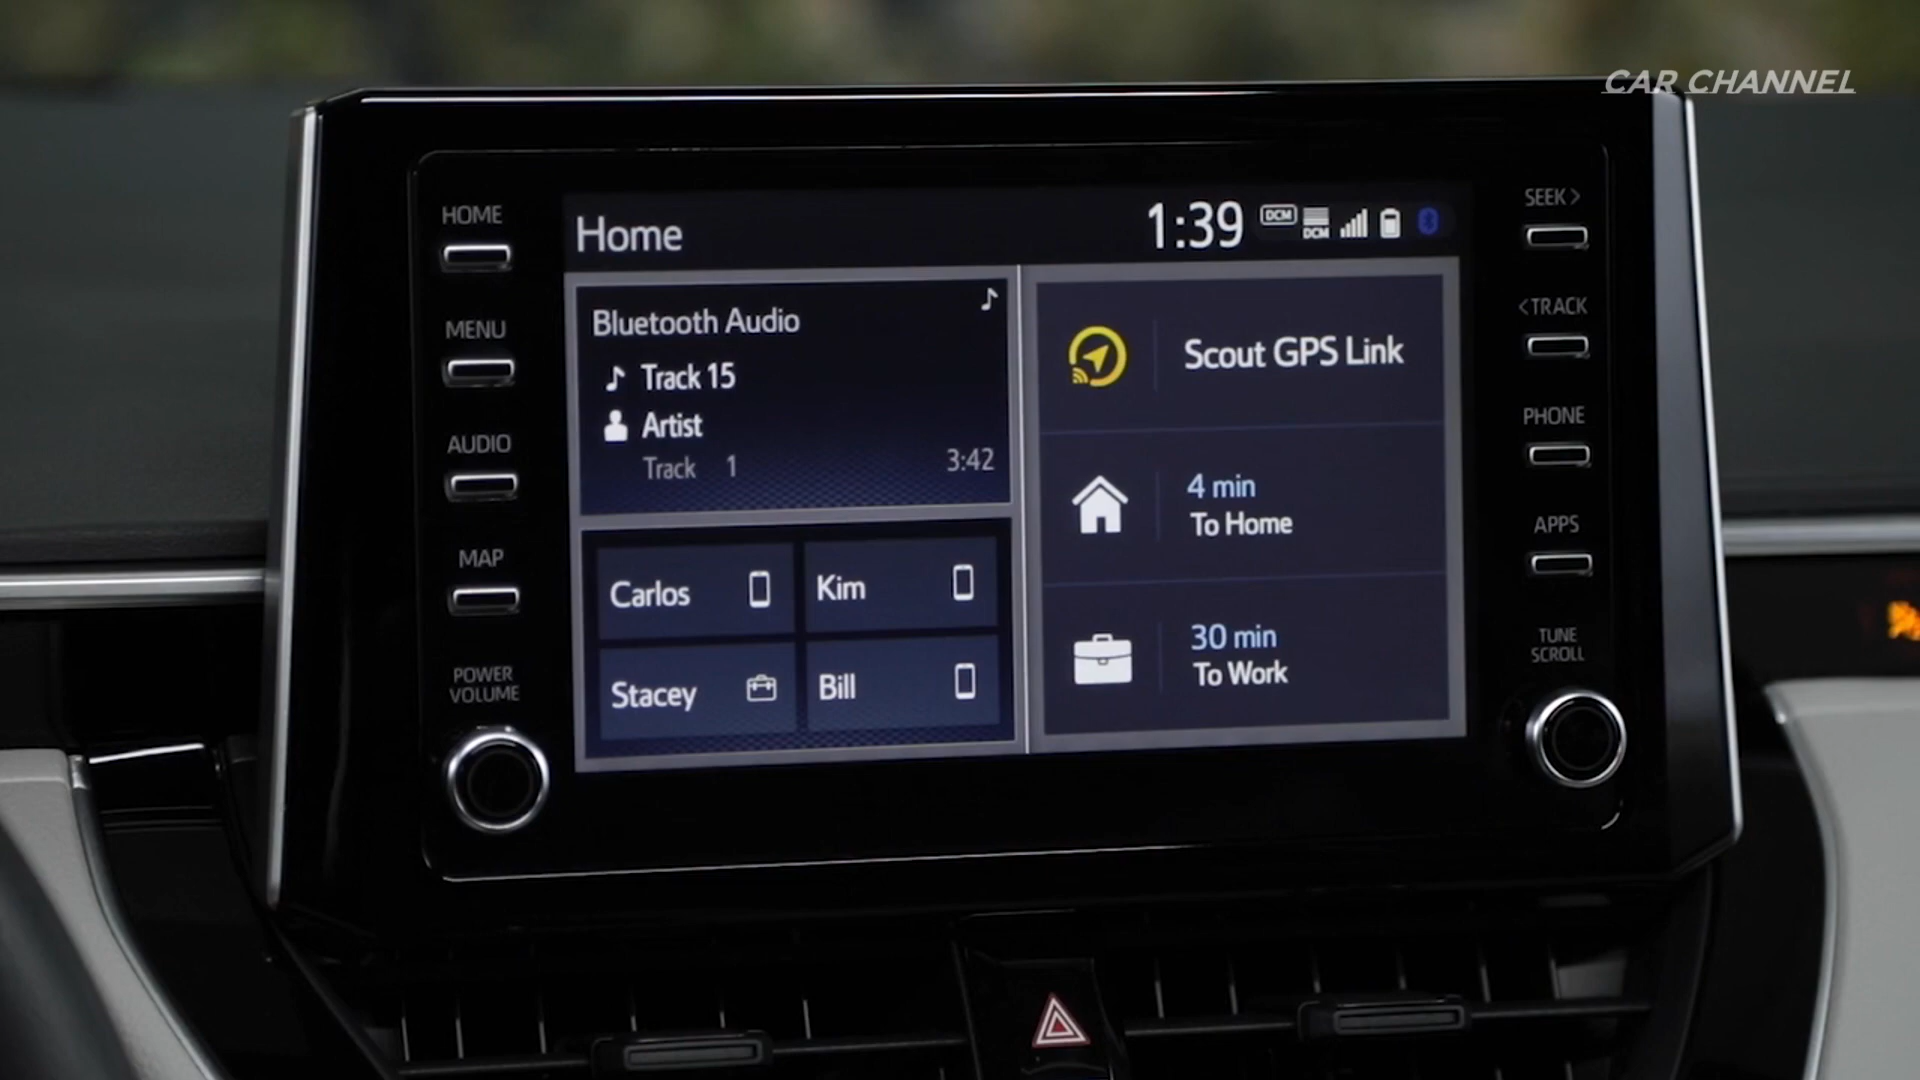 CAR CHANNEL
HOME
MENU
AUDIO
MAP
POWER
VOLUME
Home
1:39
DCM
DCM
Bluetooth Audio
Track 15
Artist
Track 1
3:42
Carlos
Kim
Stacey
Bill
Scout GPS Link
4 min
To Home
30 min
To Work
SEEK >
< TRACK
PHONE
APPS
TUNE
SCROLL